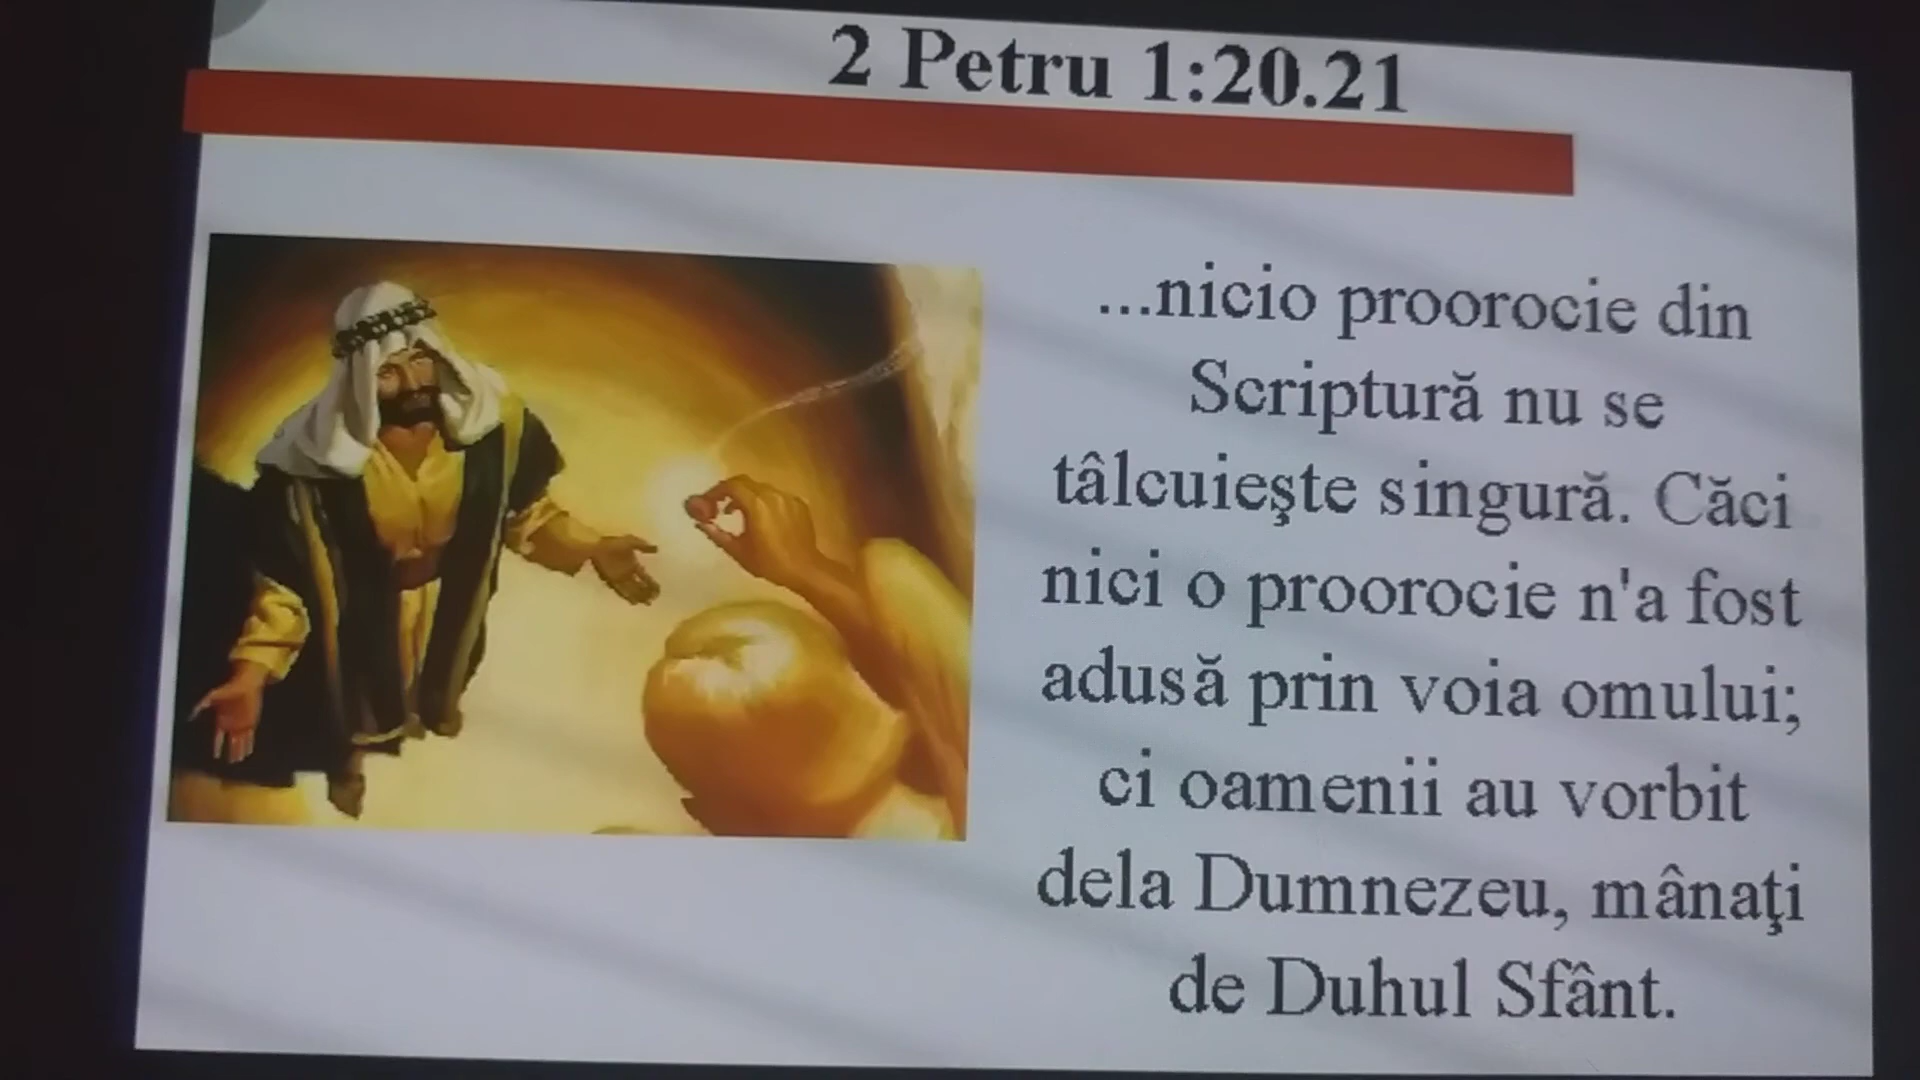 2 Petru 1:20.21
...nicio proorocie din
Scriptură nu se
tâlcuieşte singură. Căci
nici o proorocie n'a fost
adusă prin voia omului;
ci oamenii au vorbit
dela Dumnezeu, mânaţi
de Duhul Sfânt.